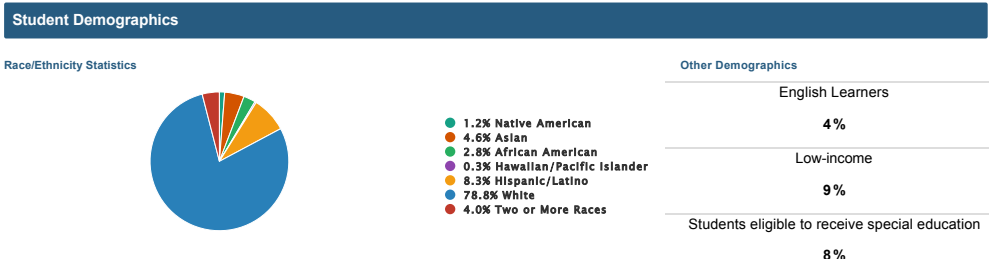 Student Demographics
Race/Ethnicity Statistics
1.2% Native American
4.6% Asian
2.8% African American
0.3% Hawaiian/Pacific Islander
8.3% Hispanic/Latino
78.8% White
4.0% Two or More Races
Other Demographics
English Learners
4%
Low-income
9%
Students eligible to receive special education
8%